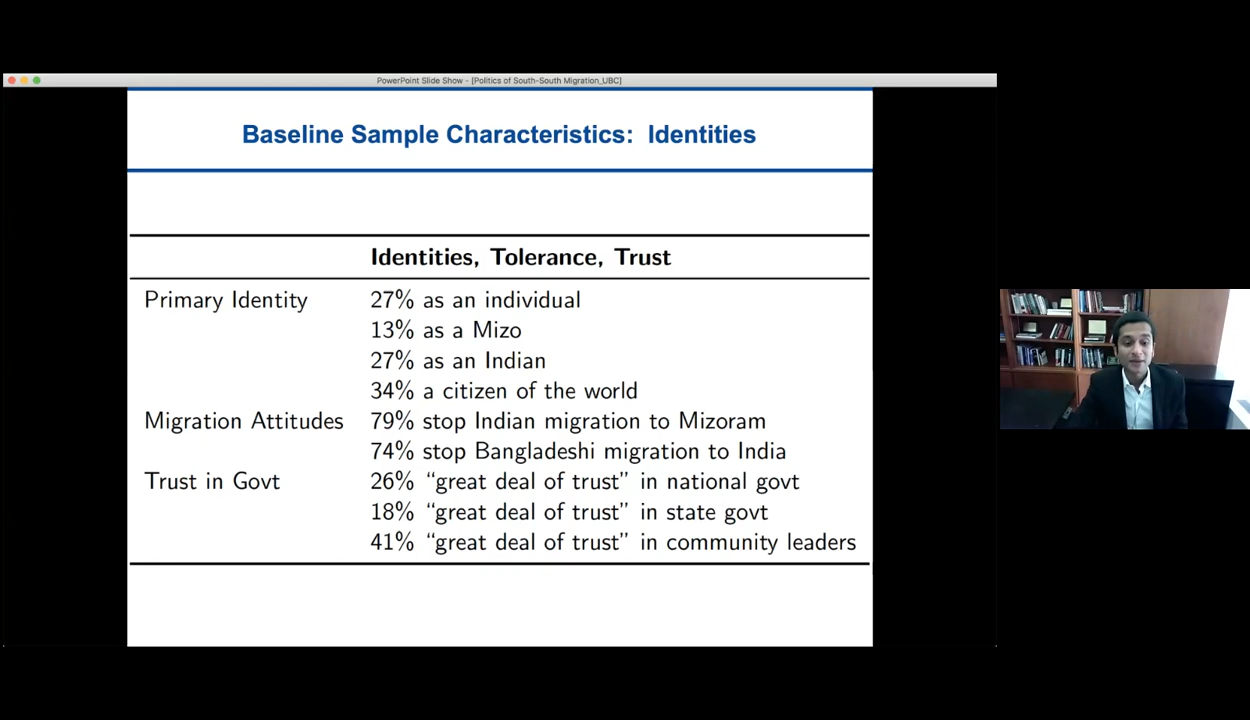 PowerPoint Slide Show - [Politics of South-South Migration_UBC]
Baseline Sample Characteristics: Identities
Identities, Tolerance, Trust
Primary Identity 27% as an individual
13% as a Mizo
27% as an Indian
34% a citizen of the world
Migration Attitudes 79% stop Indian migration to Mizoram
74% stop Bangladeshi migration to India
Trust in Govt 26% “great deal of trust” in national govt
18% “great deal of trust” in state govt
41% “great deal of trust” in community leaders